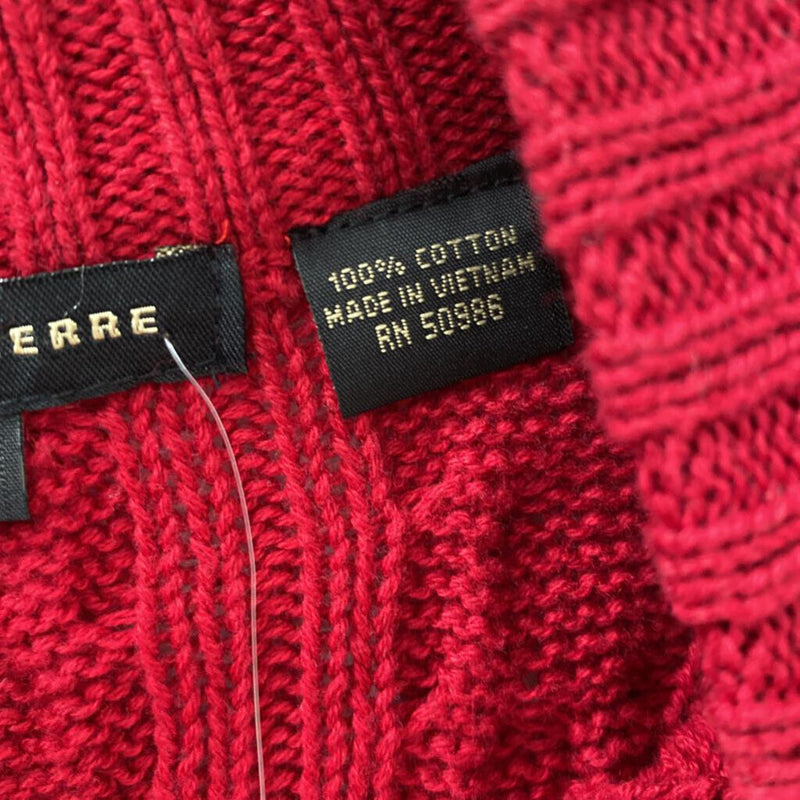 ERRE
100% COTTON
MADE IN VIETNAM
RN 50986